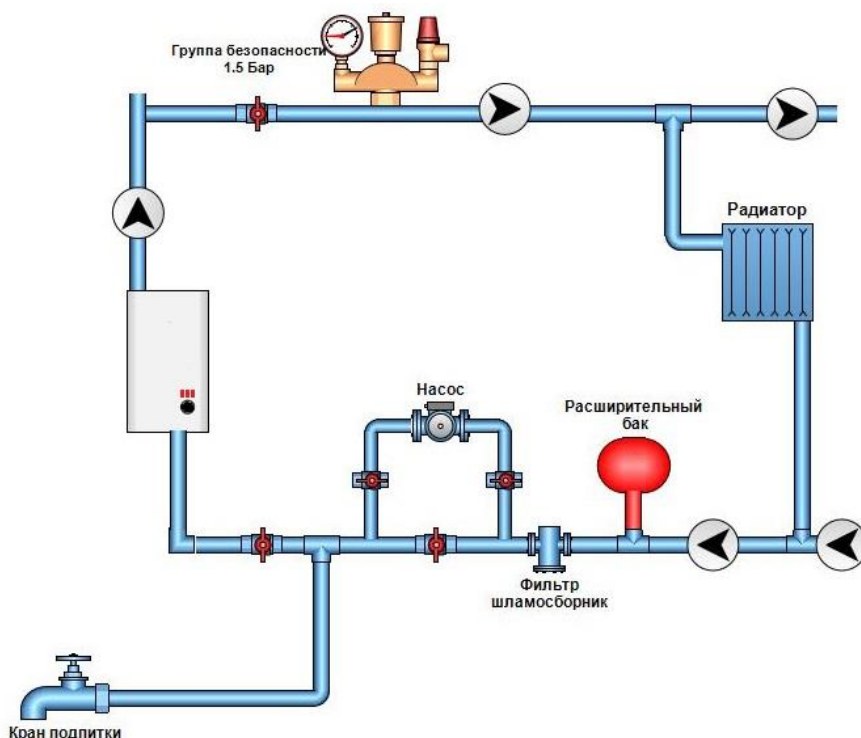 Группа безопасности
1.5 Бар
Радиатор
Насос
Расширительный
бак
Фильтр
шламосборник
Кран подпитки